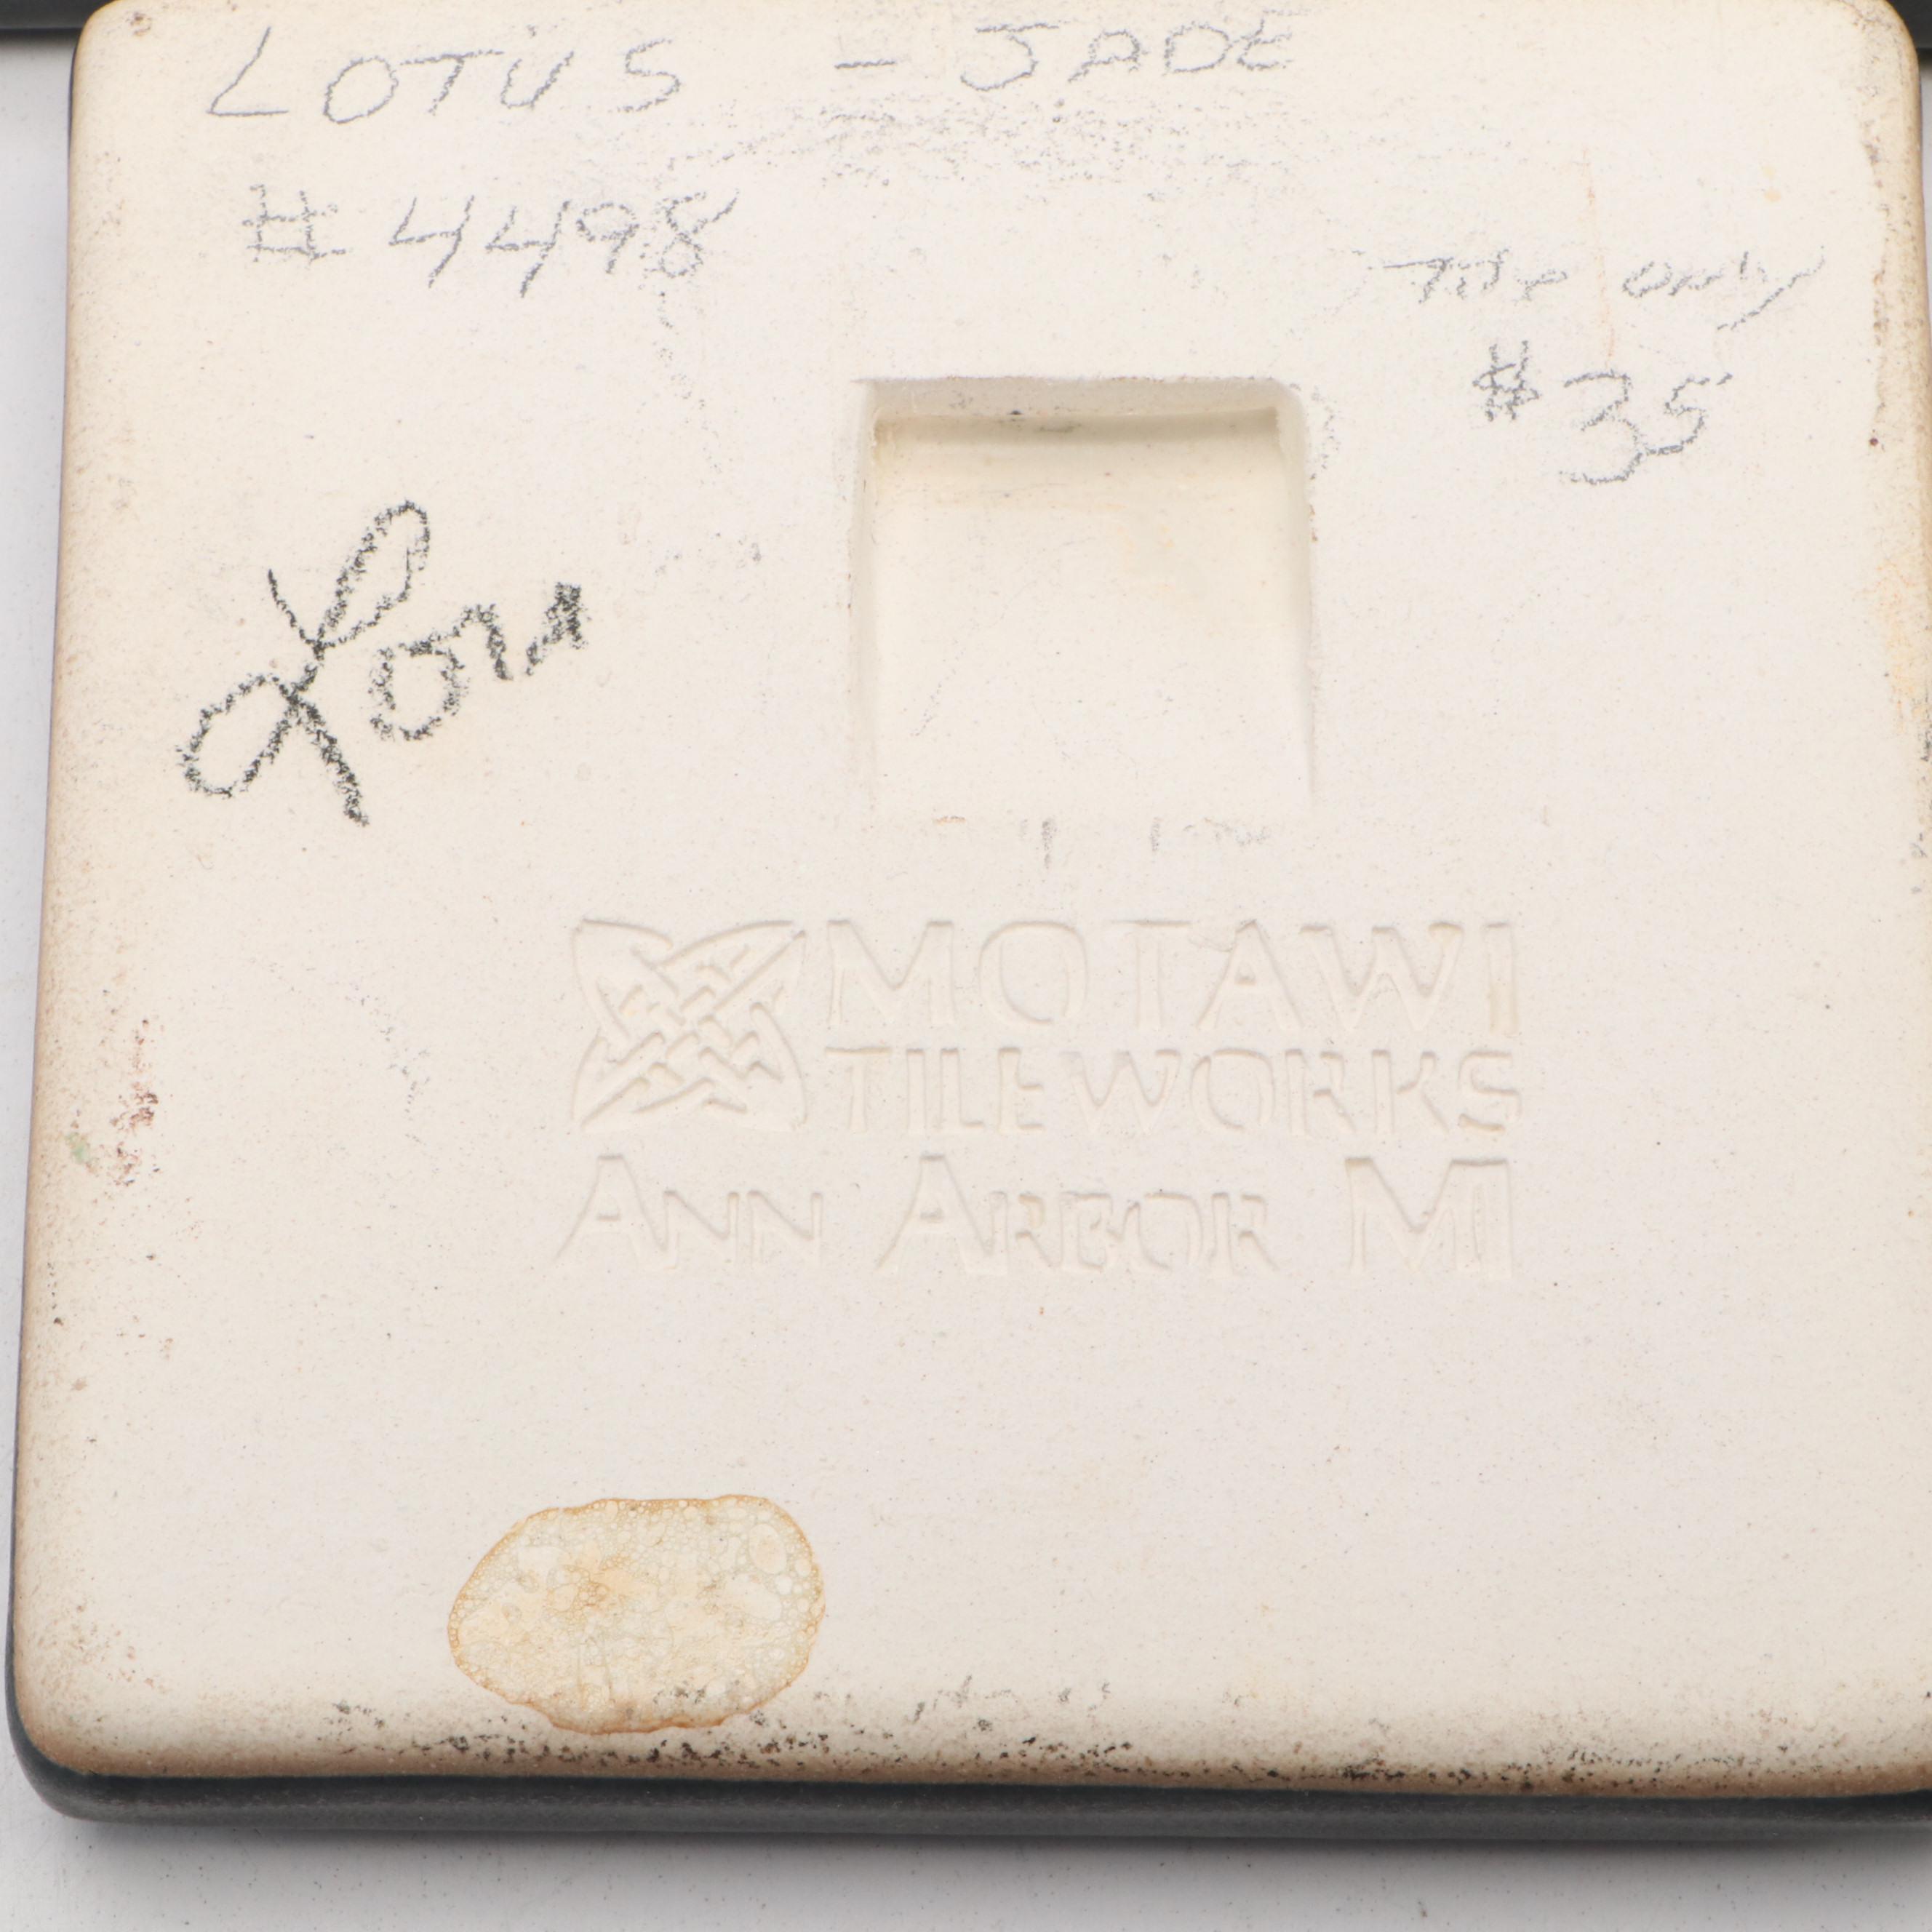 LOTUS - JADE
#4498
Tile only
#35
MOTAWI
TILEWORKS
ANN ARBOR MI